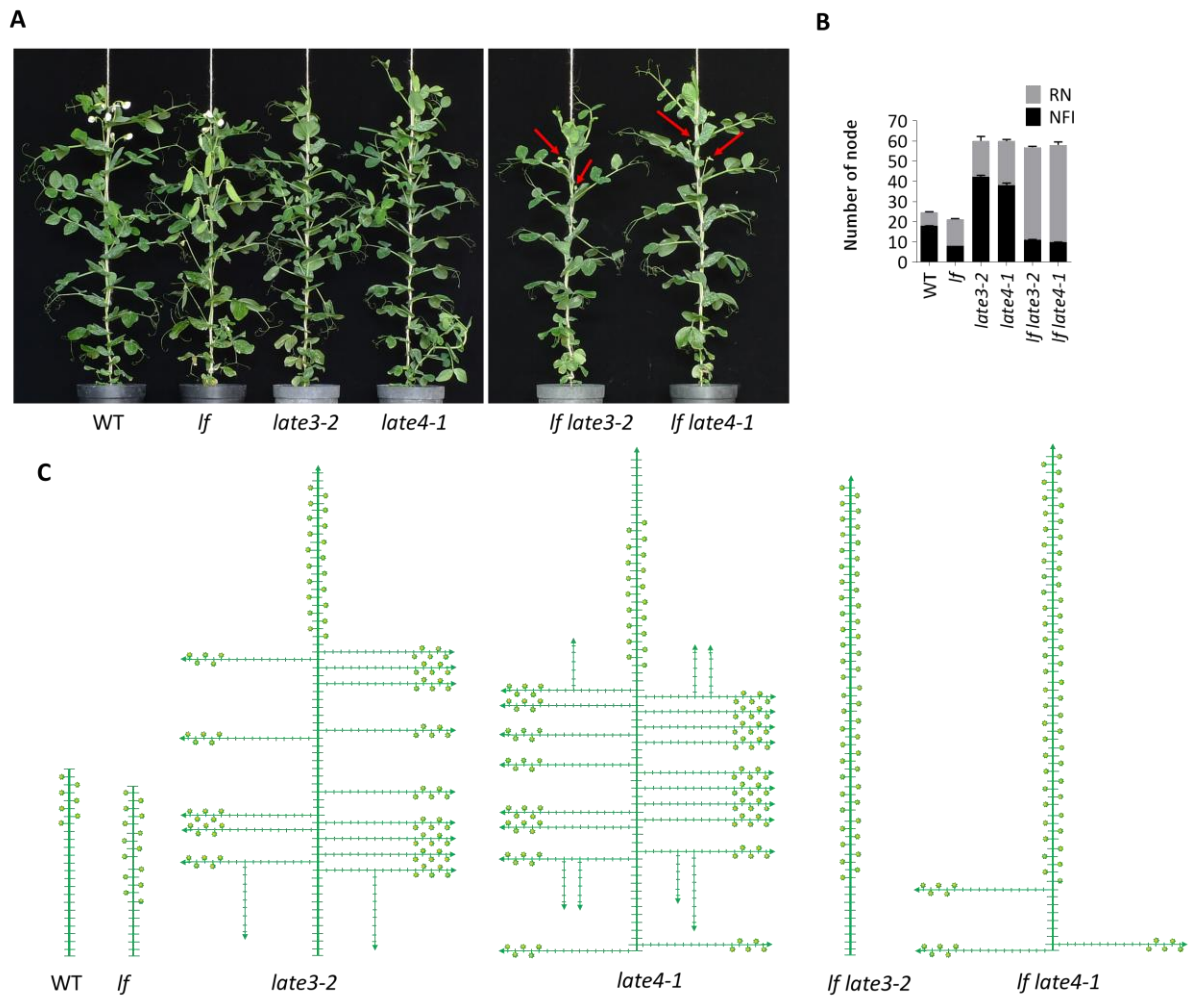 A
WT
lf
late3-2
late4-1
lf late3-2
lf late4-1
B
RN
NFI
Number of node
70
60
50
40
30
20
10
0
WT
lf
late3-2
late4-1
lf late3-2
lf late4-1
C
WT
lf
late3-2
late4-1
lf late3-2
lf late4-1